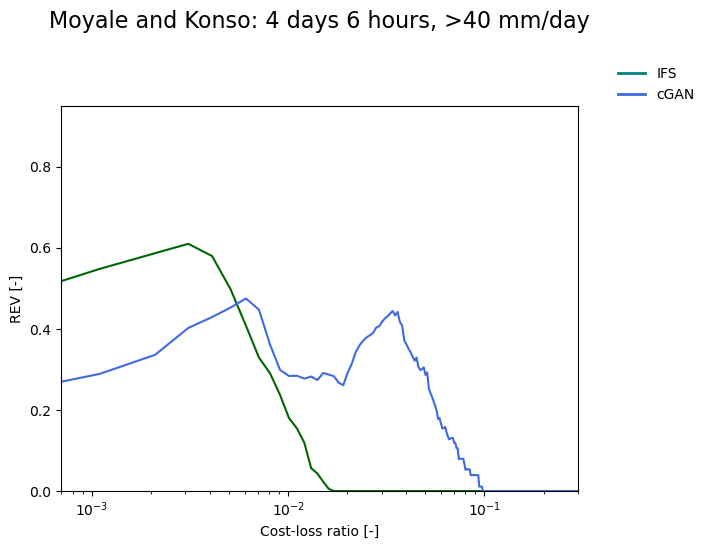 Moyale and Konso: 4 days 6 hours, >40 mm/day
IFS
cGAN
0.8
0.6
0.4
0.2
0.0
REV [-]
10⁻³
10⁻²
10⁻¹
Cost-loss ratio [-]